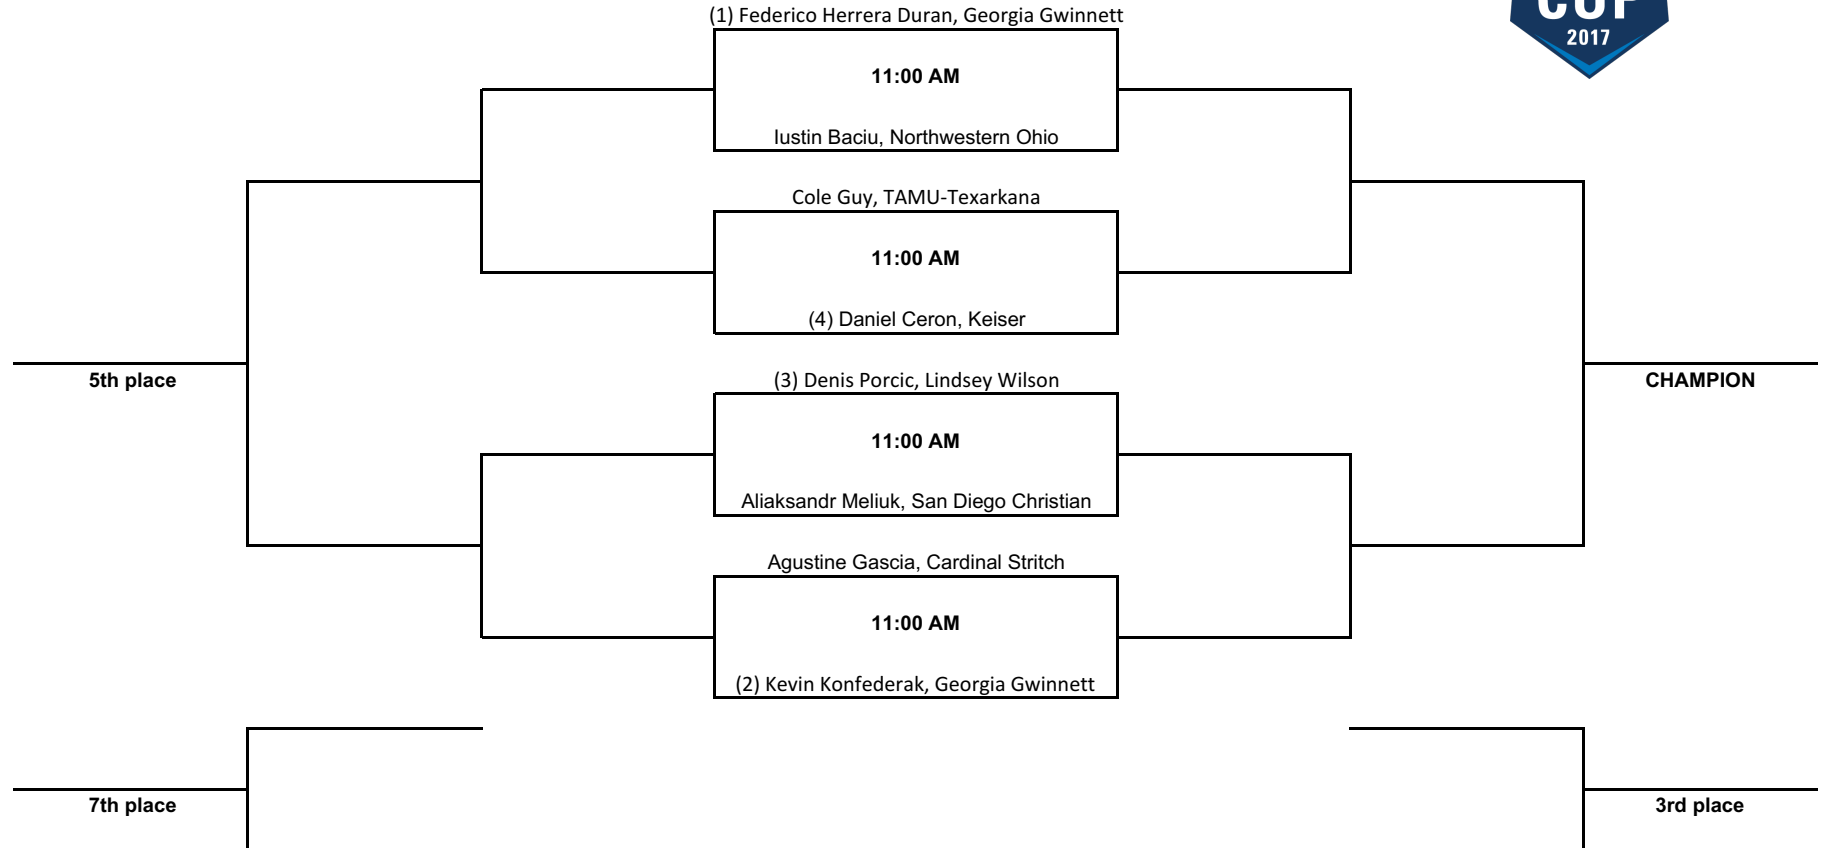 (1) Federico Herrera Duran, Georgia Gwinnett
CUP
2017
11:00 AM
Iustin Baciu, Northwestern Ohio
Cole Guy, TAMU-Texarkana
11:00 AM
(4) Daniel Ceron, Keiser
5th place
(3) Denis Porcic, Lindsey Wilson
CHAMPION
11:00 AM
Aliaksandr Meliuk, San Diego Christian
Agustine Gascia, Cardinal Stritch
11:00 AM
(2) Kevin Konfederak, Georgia Gwinnett
7th place
3rd place